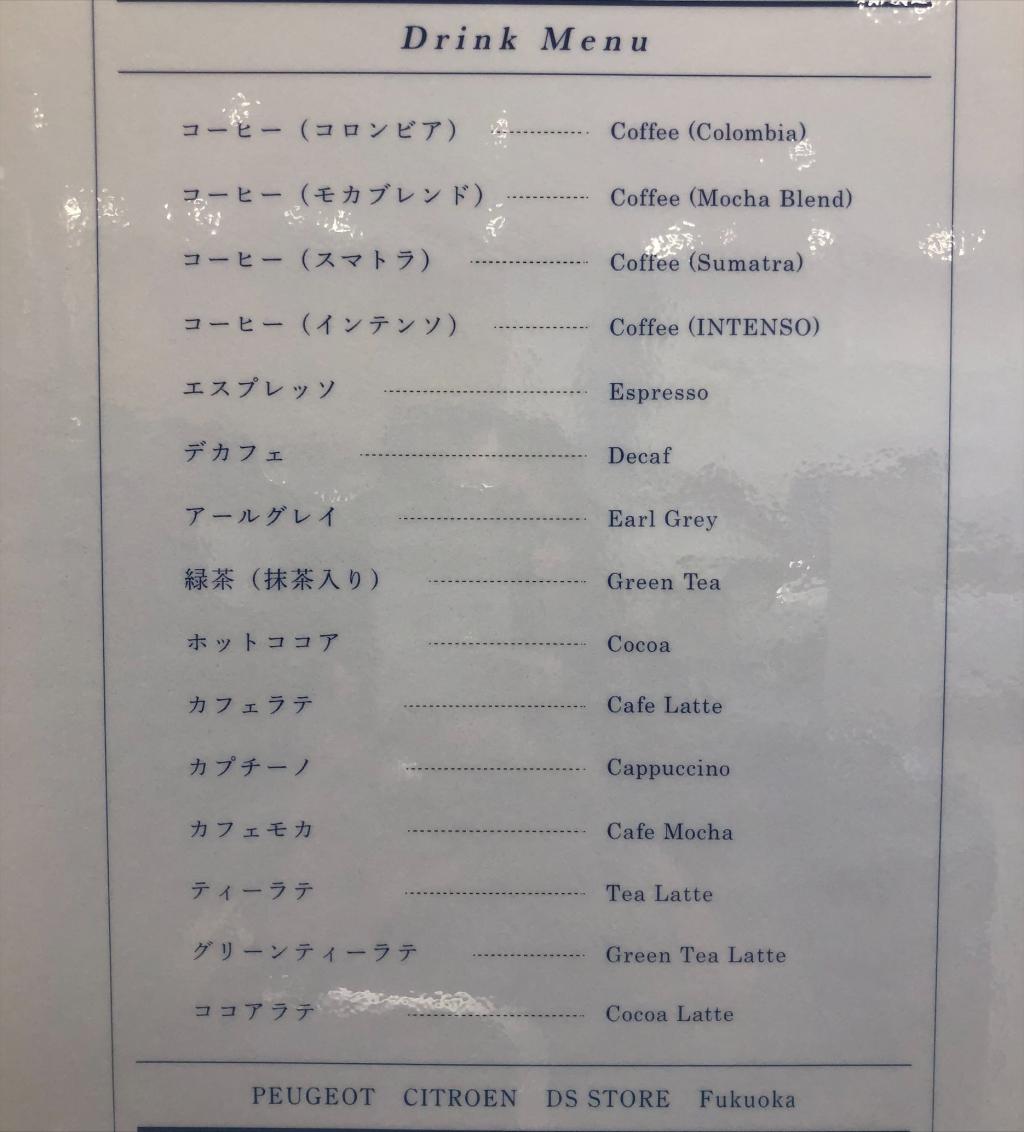 Drink Menu
コーヒー（コロンビア） Coffee (Colombia)
コーヒー（モカブレンド） Coffee (Mocha Blend)
コーヒー（スマトラ） Coffee (Sumatra)
コーヒー（インテンソ） Coffee (INTENSO)
エスプレッソ Espresso
デカフェ Decaf
アールグレイ Earl Grey
緑茶（抹茶入り） Green Tea
ホットココア Cocoa
カフェラテ Cafe Latte
カプチーノ Cappuccino
カフェモカ Cafe Mocha
ティーラテ Tea Latte
グリーンティーラテ Green Tea Latte
ココアラテ Cocoa Latte
PEUGEOT CITROEN DS STORE Fukuoka